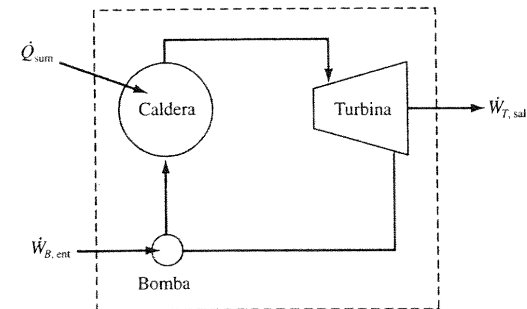 Q̇sum
Caldera
Turbina
ẆT, sal
ẆB, ent
Bomba